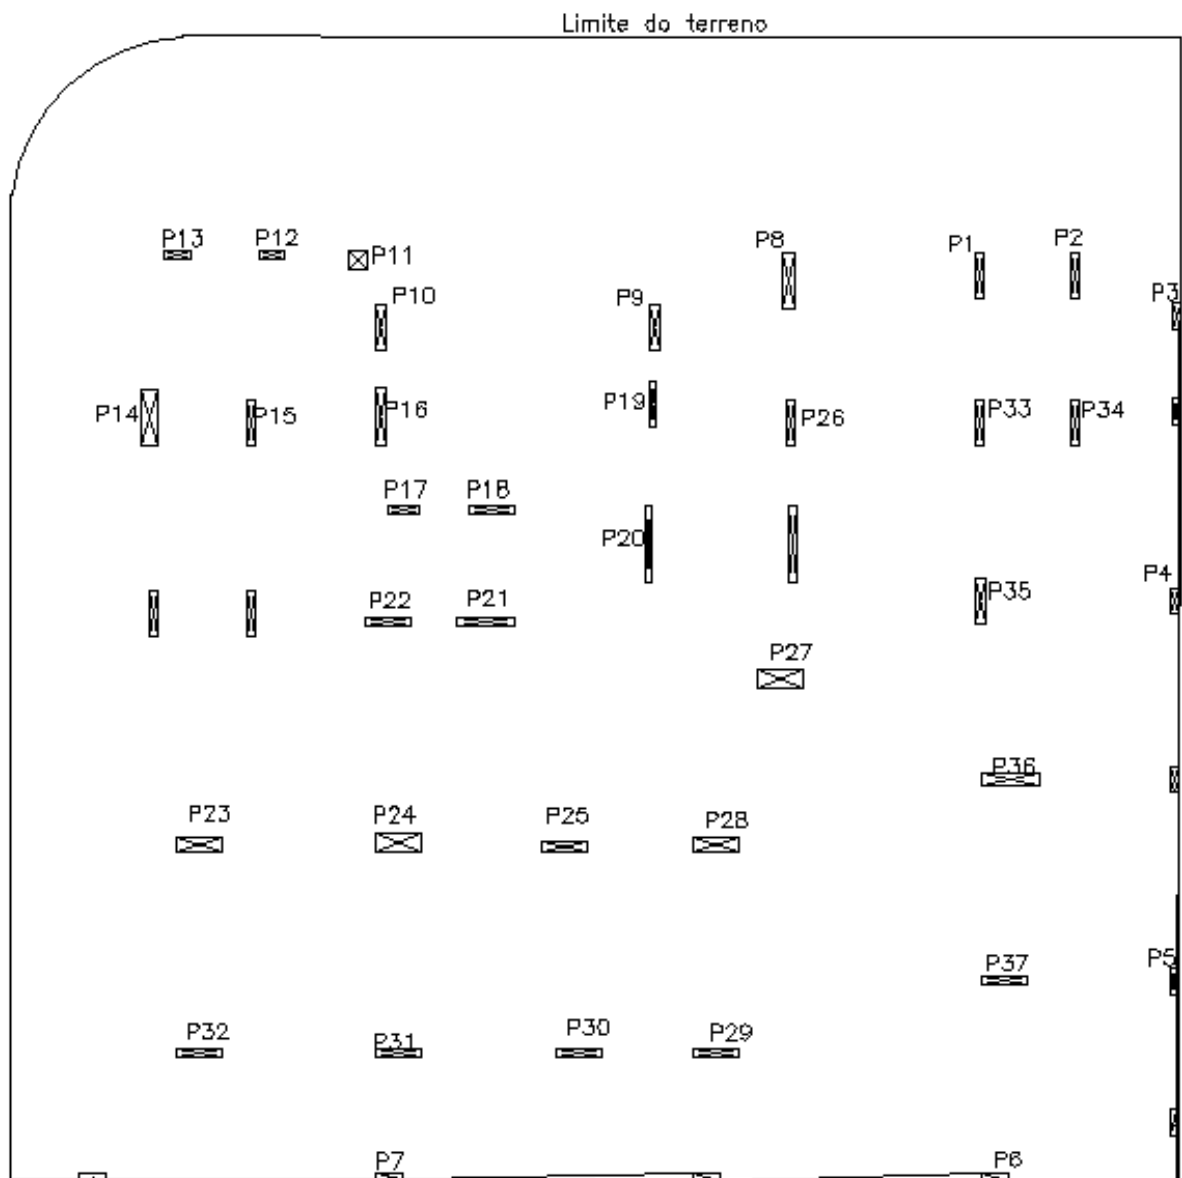 Limite do terreno
P13 P12 P11 P8 P1 P2
P10 P9 P3
P14 P15 P16 P19 P26 P33 P34
P17 P18
P20
P22 P21 P35 P4
P27
P36
P23 P24 P25 P28
P37 P5
P32 P31 P30 P29
P7 P6